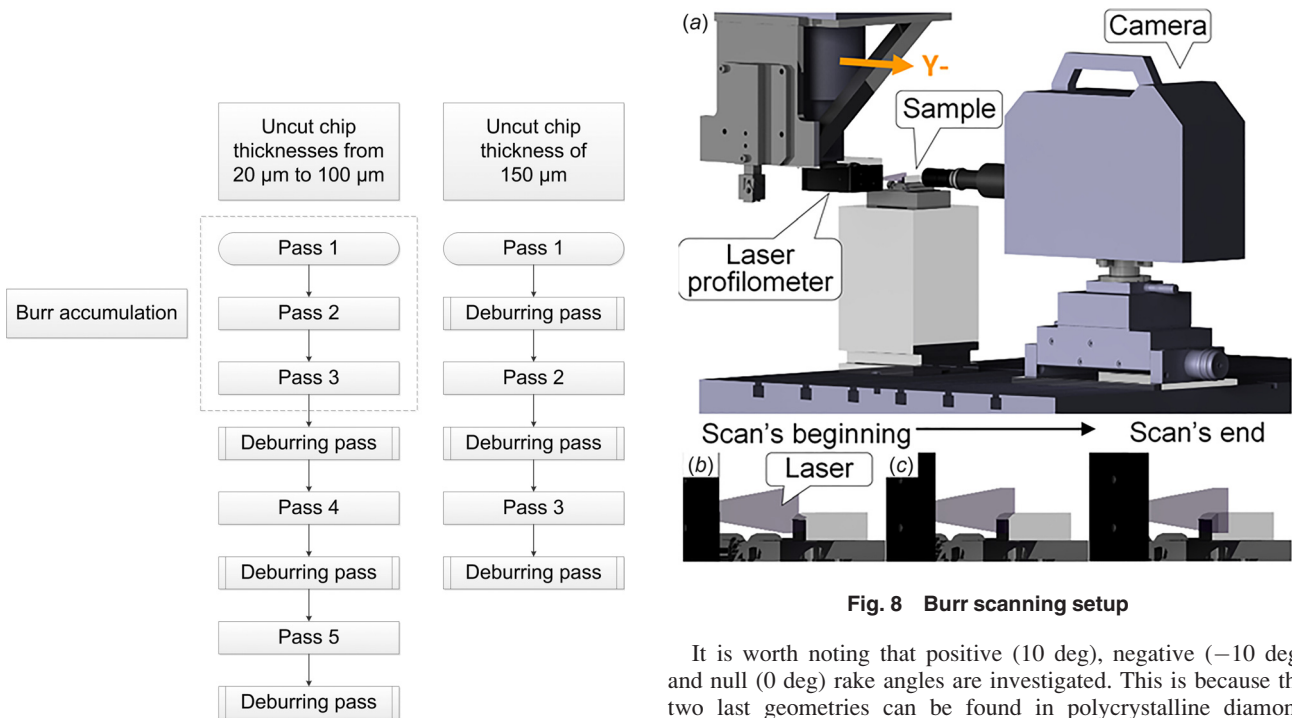 Uncut chip
thicknesses from
20 µm to 100 µm
Uncut chip
thickness of
150 µm
Burr accumulation
Pass 1
Pass 2
Pass 3
Deburring pass
Pass 4
Deburring pass
Pass 5
Deburring pass
Pass 1
Deburring pass
Pass 2
Deburring pass
Pass 3
Deburring pass
(a)
Camera
Y-
Sample
Laser
profilometer
Scan's beginning
Scan's end
(b)
Laser
(c)
Fig. 8 Burr scanning setup
It is worth noting that positive (10 deg), negative (−10 deg
and null (0 deg) rake angles are investigated. This is because th
two last geometries can be found in polycrystalline diamon